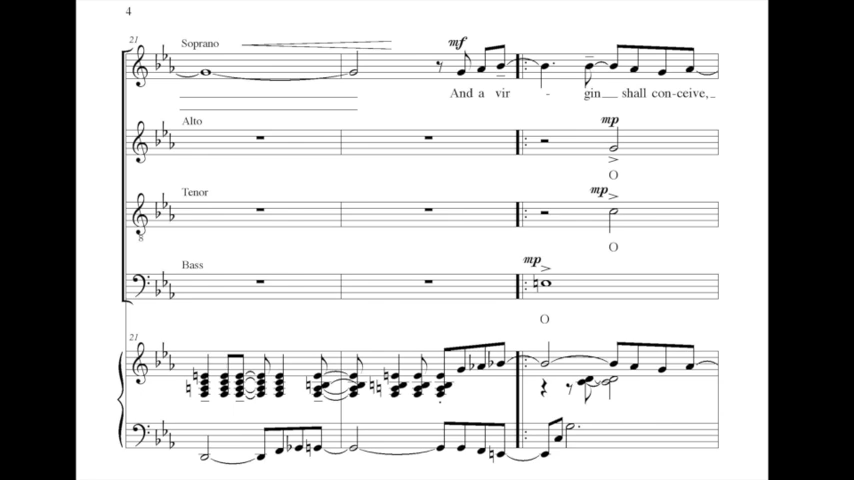 4
21
Soprano
mf
And a vir - gin shall con-ceive,
Alto
mp
O
Tenor
mp
8
O
Bass
mp
O
21